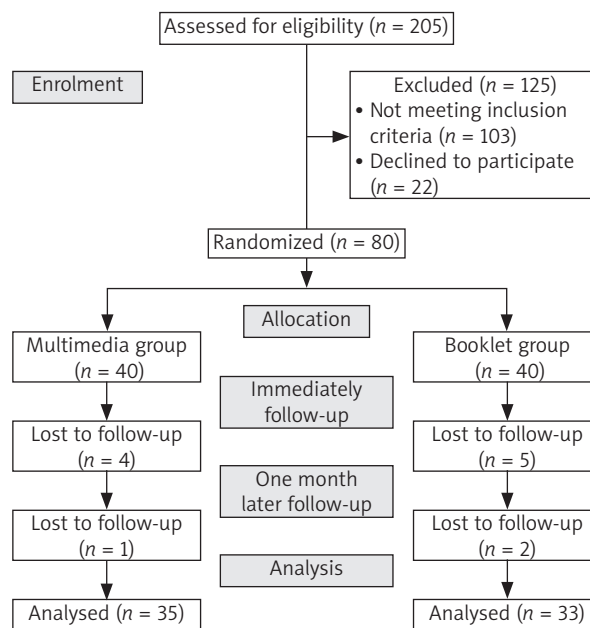 Assessed for eligibility (n = 205)
Enrolment
Excluded (n = 125)
• Not meeting inclusion
criteria (n = 103)
• Declined to participate
(n = 22)
Randomized (n = 80)
Allocation
Multimedia group
(n = 40)
Booklet group
(n = 40)
Immediately
follow-up
Lost to follow-up
(n = 4)
Lost to follow-up
(n = 5)
One month
later follow-up
Lost to follow-up
(n = 1)
Lost to follow-up
(n = 2)
Analysis
Analysed (n = 35)
Analysed (n = 33)